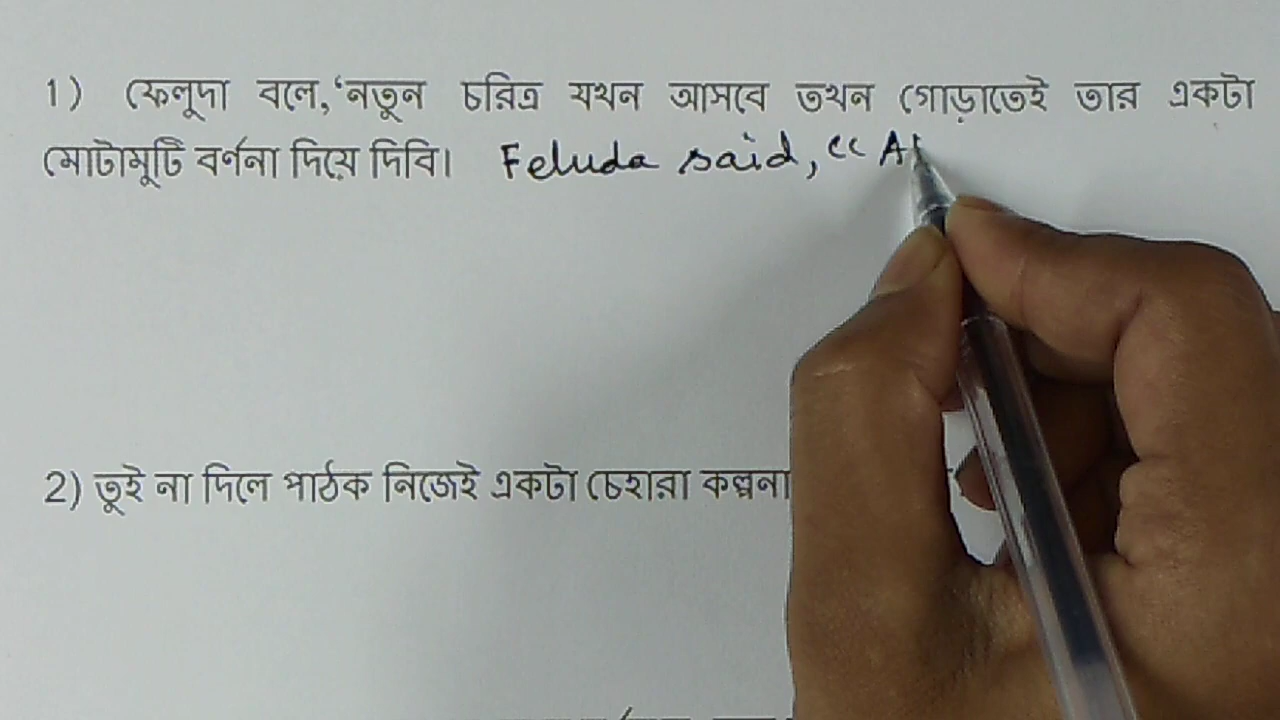 1) ফেলুদা বলে,‘নতুন চরিত্র যখন আসবে তখন গোড়াতেই তার একটা
মোটামুটি বর্ণনা দিয়ে দিবি। Feluda said, “
2) তুই না দিলে পাঠক নিজেই একটা চেহারা কল্পনা